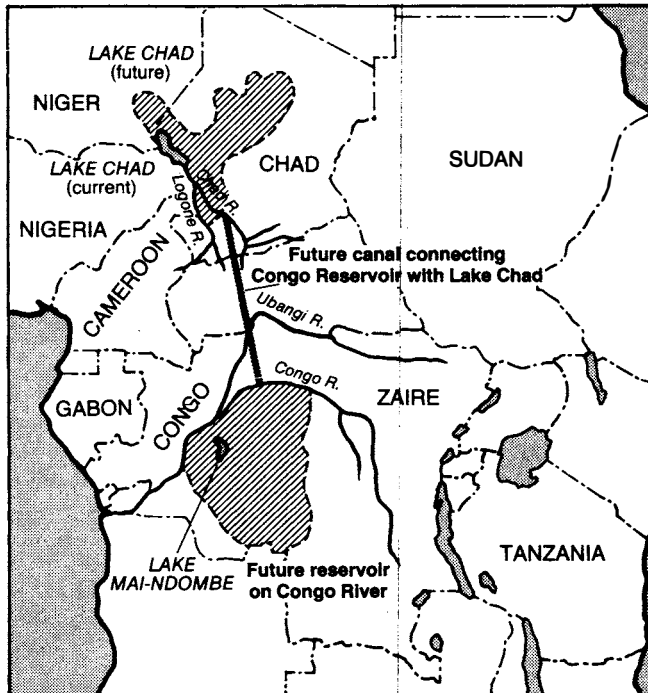 LAKE CHAD
(future)
NIGER
LAKE CHAD
(current)
CHAD
SUDAN
Chari R.
Logone R.
NIGERIA
CAMEROON
Future canal connecting
Congo Reservoir with Lake Chad
Ubangi R.
Congo R.
ZAIRE
GABON
CONGO
LAKE
MAI-NDOMBE
Future reservoir
on Congo River
TANZANIA